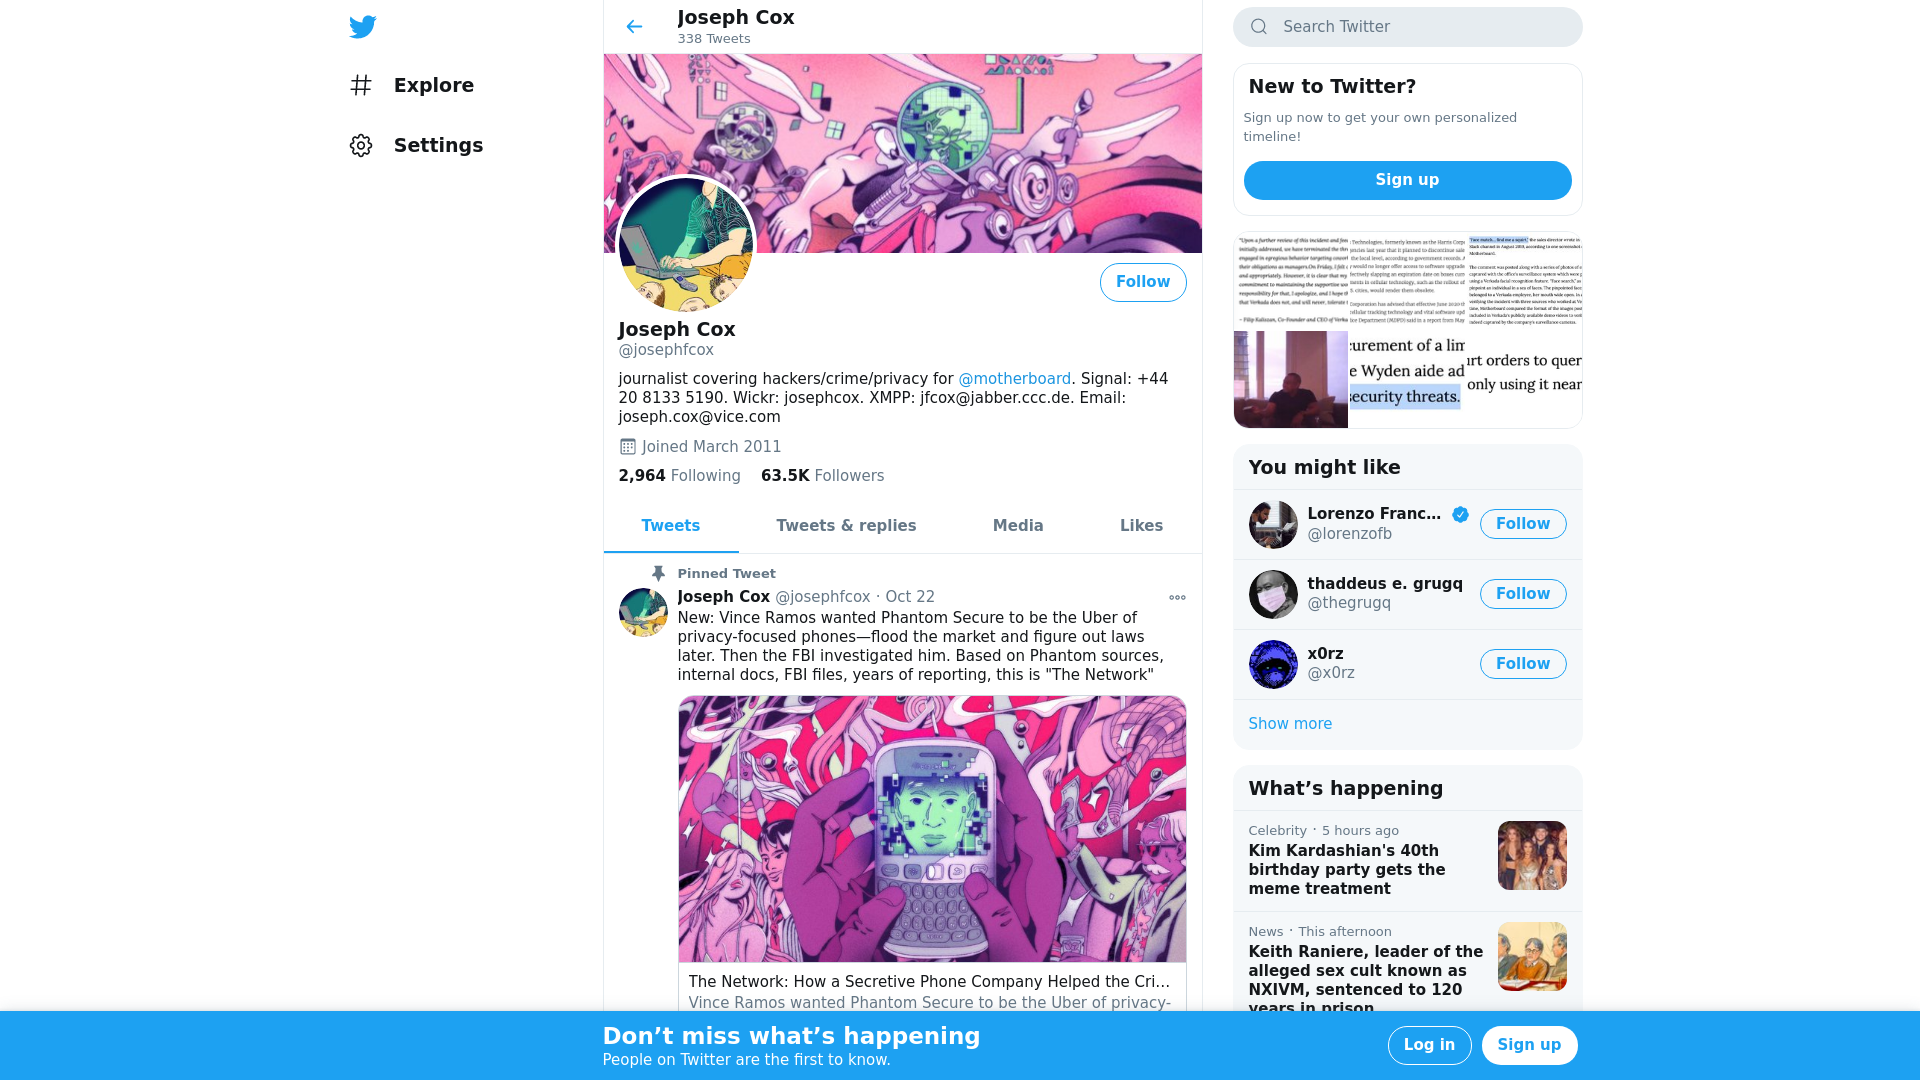 Explore
Settings
Joseph Cox
338 Tweets
Follow
Joseph Cox
@josephfcox
journalist covering hackers/crime/privacy for @motherboard. Signal: +44
20 8133 5190. Wickr: josephcox. XMPP: jfcox@jabber.ccc.de. Email:
joseph.cox@vice.com
Joined March 2011
2,964 Following 63.5K Followers
Tweets Tweets & replies Media Likes
Pinned Tweet
Joseph Cox @josephfcox · Oct 22
New: Vince Ramos wanted Phantom Secure to be the Uber of
privacy-focused phones—flood the market and figure out laws
later. Then the FBI investigated him. Based on Phantom sources,
internal docs, FBI files, years of reporting, this is "The Network"
The Network: How a Secretive Phone Company Helped the Cri...
Vince Ramos wanted Phantom Secure to be the Uber of privacy-
Search Twitter
New to Twitter?
Sign up now to get your own personalized
timeline!
Sign up
curement of a lim
e Wyden aide ad
security threats.
urt orders to quer
only using it near
You might like
Lorenzo Franc...
@lorenzofb
Follow
thaddeus e. grugq
@thegrugq
Follow
x0rz
@x0rz
Follow
Show more
What’s happening
Celebrity · 5 hours ago
Kim Kardashian's 40th
birthday party gets the
meme treatment
News · This afternoon
Keith Raniere, leader of the
alleged sex cult known as
NXIVM, sentenced to 120
years in prison
Don’t miss what’s happening
People on Twitter are the first to know.
Log in
Sign up